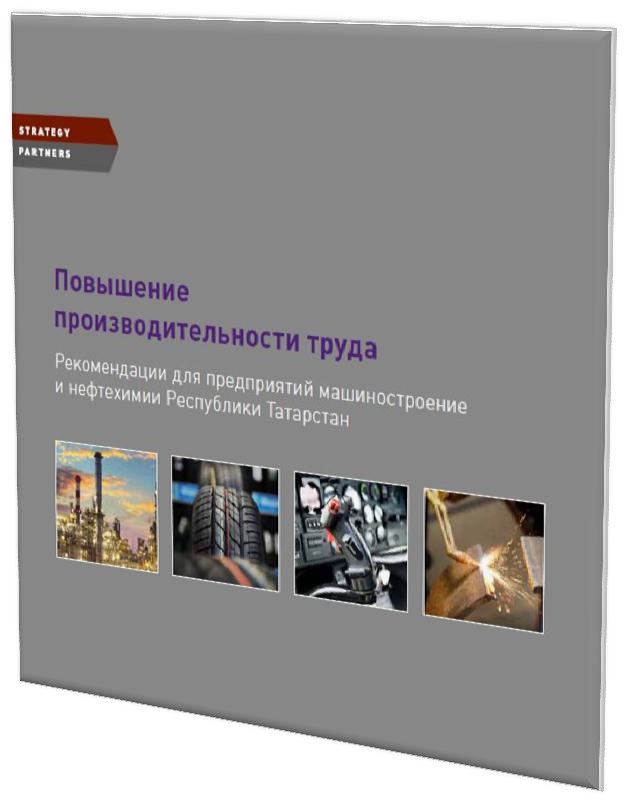 STRATEGY
PARTNERS
Повышение
производительности труда
Рекомендации для предприятий машиностроение
и нефтехимии Республики Татарстан